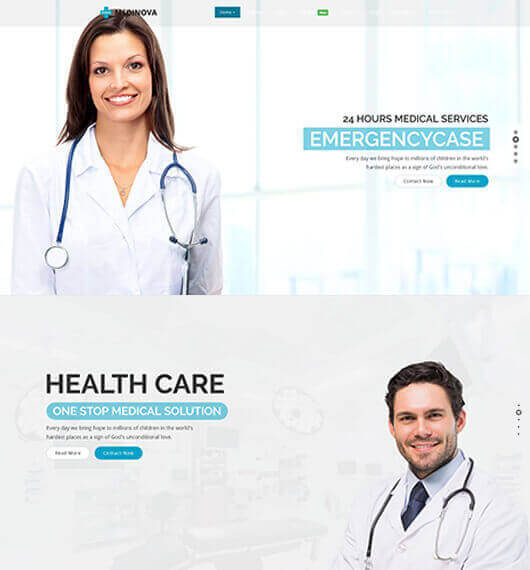 MEDINOVA
Home
24 HOURS MEDICAL SERVICES
EMERGENCYCASE
Every day we bring hope to millions of children in the world's
hardest places as a sign of God's unconditional love.
Contact Now
Read More
HEALTH CARE
ONE STOP MEDICAL SOLUTION
Every day we bring hope to millions of children in the world's
hardest places as a sign of God's unconditional love.
Read More
Contact Now